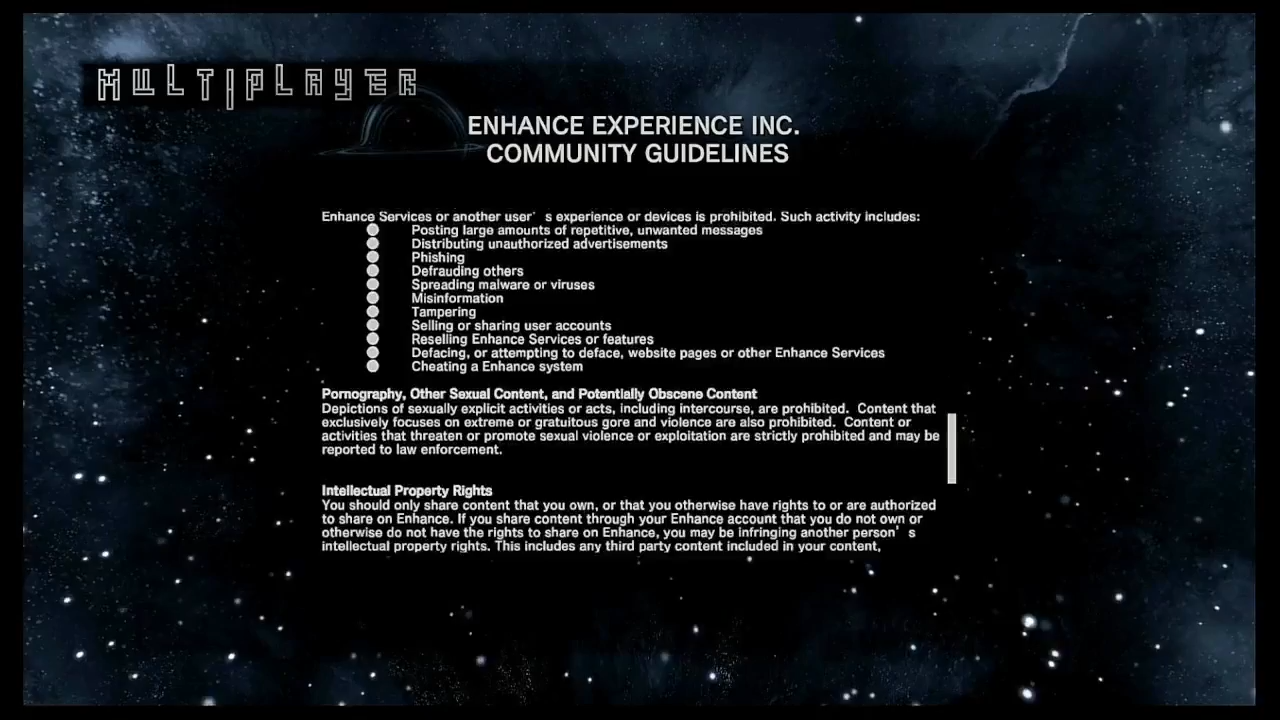 MULTIPLAYER
ENHANCE EXPERIENCE INC.
COMMUNITY GUIDELINES
Enhance Services or another user's experience or devices is prohibited. Such activity includes:
● Posting large amounts of repetitive, unwanted messages
● Distributing unauthorized advertisements
● Phishing
● Defrauding others
● Spreading malware or viruses
● Misinformation
● Tampering
● Selling or sharing user accounts
● Reselling Enhance Services or features
● Defacing, or attempting to deface, website pages or other Enhance Services
● Cheating a Enhance system
Pornography, Other Sexual Content, and Potentially Obscene Content
Depictions of sexually explicit activities or acts, including intercourse, are prohibited. Content that
exclusively focuses on extreme or gratuitous gore and violence are also prohibited. Content or
activities that threaten or promote sexual violence or exploitation are strictly prohibited and may be
reported to law enforcement.
Intellectual Property Rights
You should only share content that you own, or that you otherwise have rights to or are authorized
to share on Enhance. If you share content through your Enhance account that you do not own or
otherwise do not have the rights to share on Enhance, you may be infringing another person's
intellectual property rights. This includes any third party content included in your content,